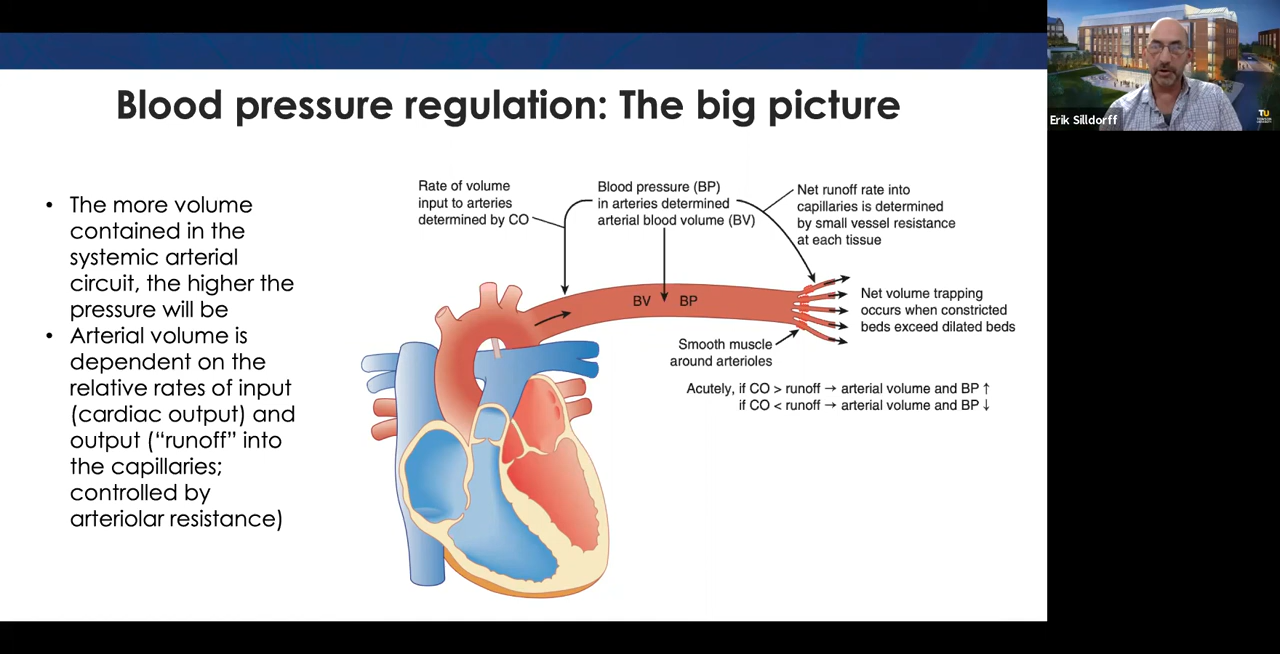 Blood pressure regulation: The big picture
• The more volume
contained in the
systemic arterial
circuit, the higher the
pressure will be
• Arterial volume is
dependent on the
relative rates of input
(cardiac output) and
output (“runoff” into
the capillaries;
controlled by
arteriolar resistance)
Rate of volume
input to arteries
determined by CO
Blood pressure (BP)
in arteries determined
arterial blood volume (BV)
Net runoff rate into
capillaries is determined
by small vessel resistance
at each tissue
BV
BP
Net volume trapping
occurs when constricted
beds exceed dilated beds
Smooth muscle
around arterioles
Acutely, if CO > runoff → arterial volume and BP ↑
if CO < runoff → arterial volume and BP ↓
Erik Silldorff
TU